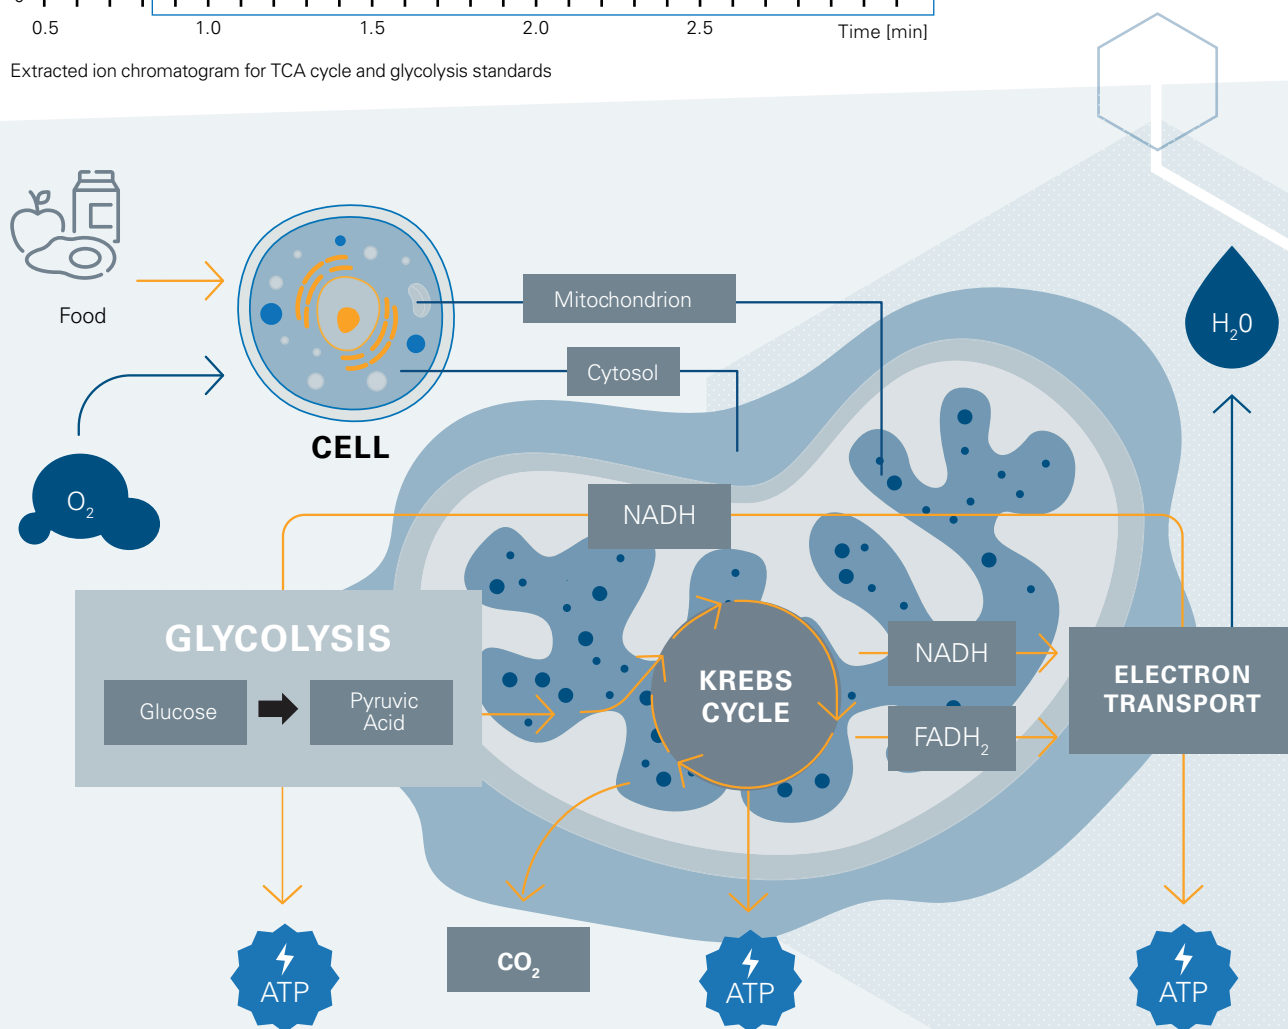 0.5 1.0 1.5 2.0 2.5 Time [min]
Extracted ion chromatogram for TCA cycle and glycolysis standards
Food
O2
CELL
Mitochondrion
Cytosol
H20
NADH
GLYCOLYSIS
Glucose
Pyruvic
Acid
KREBS
CYCLE
NADH
FADH2
ELECTRON
TRANSPORT
CO2
ATP
ATP
ATP